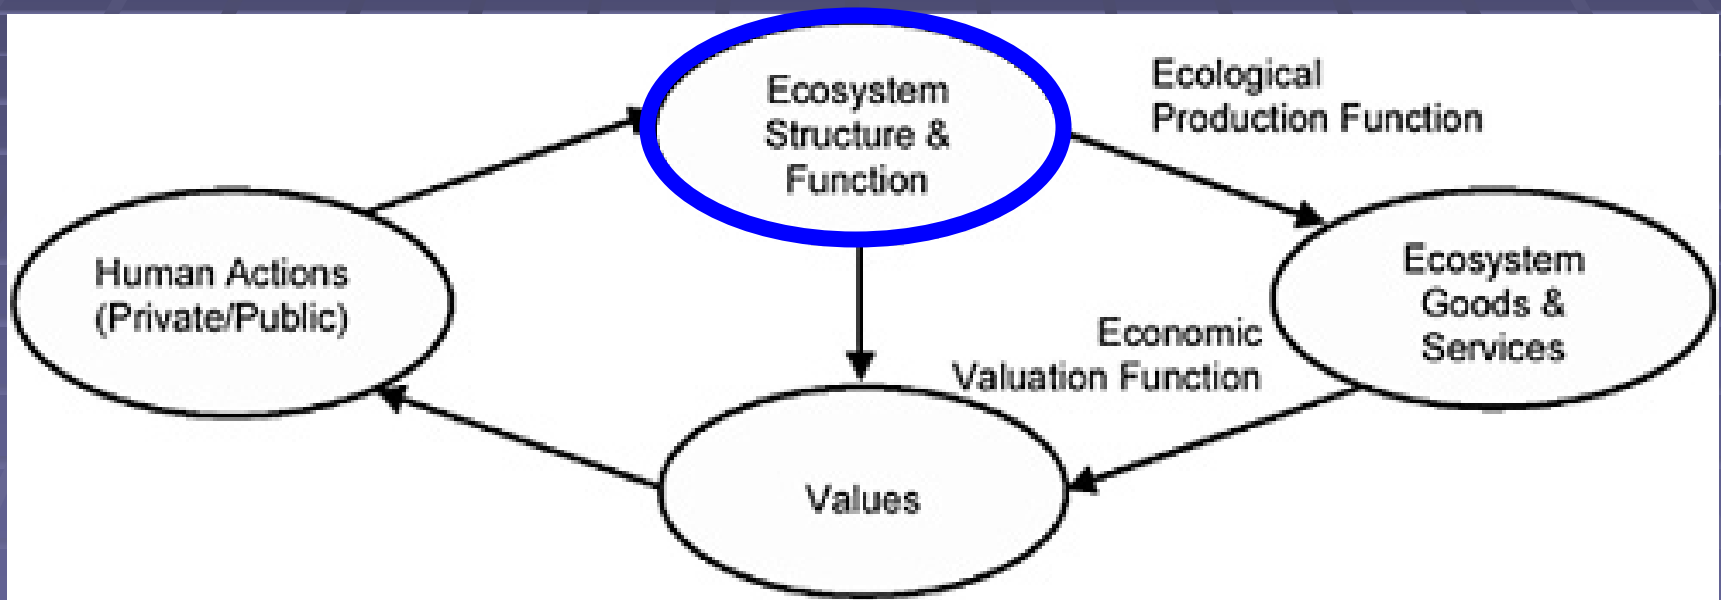 Ecosystem
Structure &
Function
Ecological
Production Function
Human Actions
(Private/Public)
Ecosystem
Goods &
Services
Economic
Valuation Function
Values